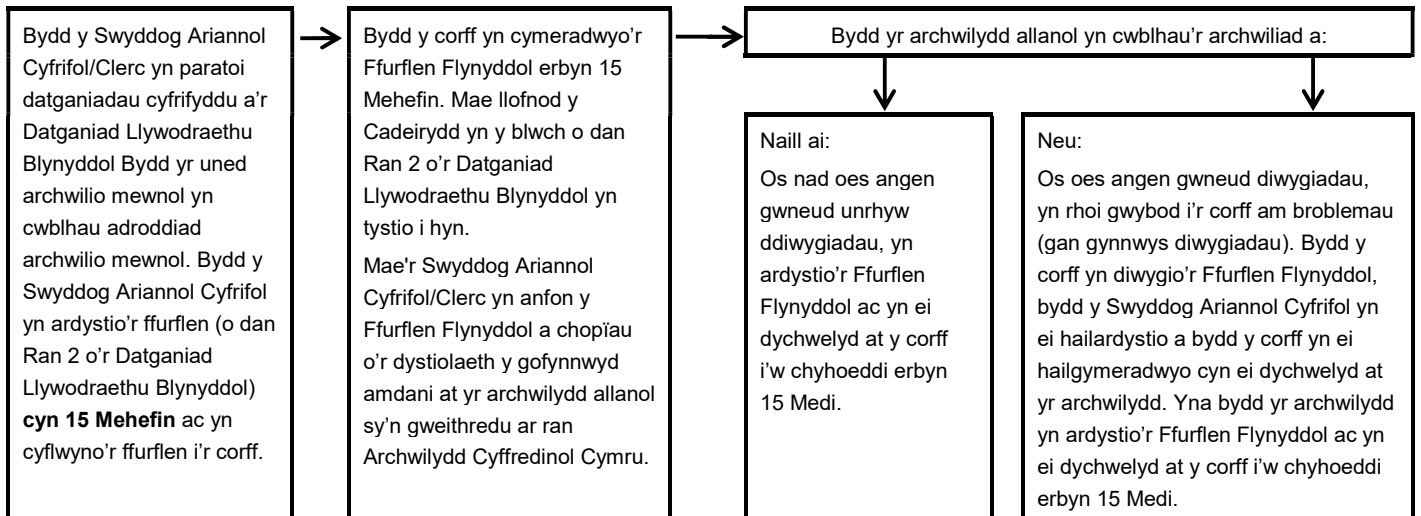 Bydd y Swyddog Ariannol
Cyfrifol/Clerc yn paratoi
datganiadau cyfrifyddu a’r
Datganiad Llywodraethu
Blynyddol Bydd yr uned
archwilio mewnol yn
cwblhau adroddiad
archwilio mewnol. Bydd y
Swyddog Ariannol Cyfrifol
yn ardystio’r ffurflen (o dan
Ran 2 o’r Datganiad
Llywodraethu Blynyddol)
cyn 15 Mehefin ac yn
cyflwyno’r ffurflen i’r corff.
Bydd y corff yn cymeradwyo’r
Ffurflen Flynyddol erbyn 15
Mehefin. Mae llofnod y
Cadeirydd yn y blwch o dan
Ran 2 o’r Datganiad
Llywodraethu Blynyddol yn
tystio i hyn.
Mae'r Swyddog Ariannol
Cyfrifol/Clerc yn anfon y
Ffurflen Flynyddol a chopïau
o’r dystiolaeth y gofynnwyd
amdani at yr archwilydd allanol
sy’n gweithredu ar ran
Archwilydd Cyffredinol Cymru.
Bydd yr archwilydd allanol yn cwblhau’r archwiliad a:
Naill ai:
Os nad oes angen
gwneud unrhyw
ddiwygiadau, yn
ardystio’r Ffurflen
Flynyddol ac yn ei
dychwelyd at y corff
i’w chyhoeddi erbyn
15 Medi.
Neu:
Os oes angen gwneud diwygiadau,
yn rhoi gwybod i’r corff am broblemau
(gan gynnwys diwygiadau). Bydd y
corff yn diwygio’r Ffurflen Flynyddol,
bydd y Swyddog Ariannol Cyfrifol yn
ei hailardystio a bydd y corff yn ei
hailgymeradwyo cyn ei dychwelyd at
yr archwilydd. Yna bydd yr archwilydd
yn ardystio’r Ffurflen Flynyddol ac yn
ei dychwelyd at y corff i’w chyhoeddi
erbyn 15 Medi.